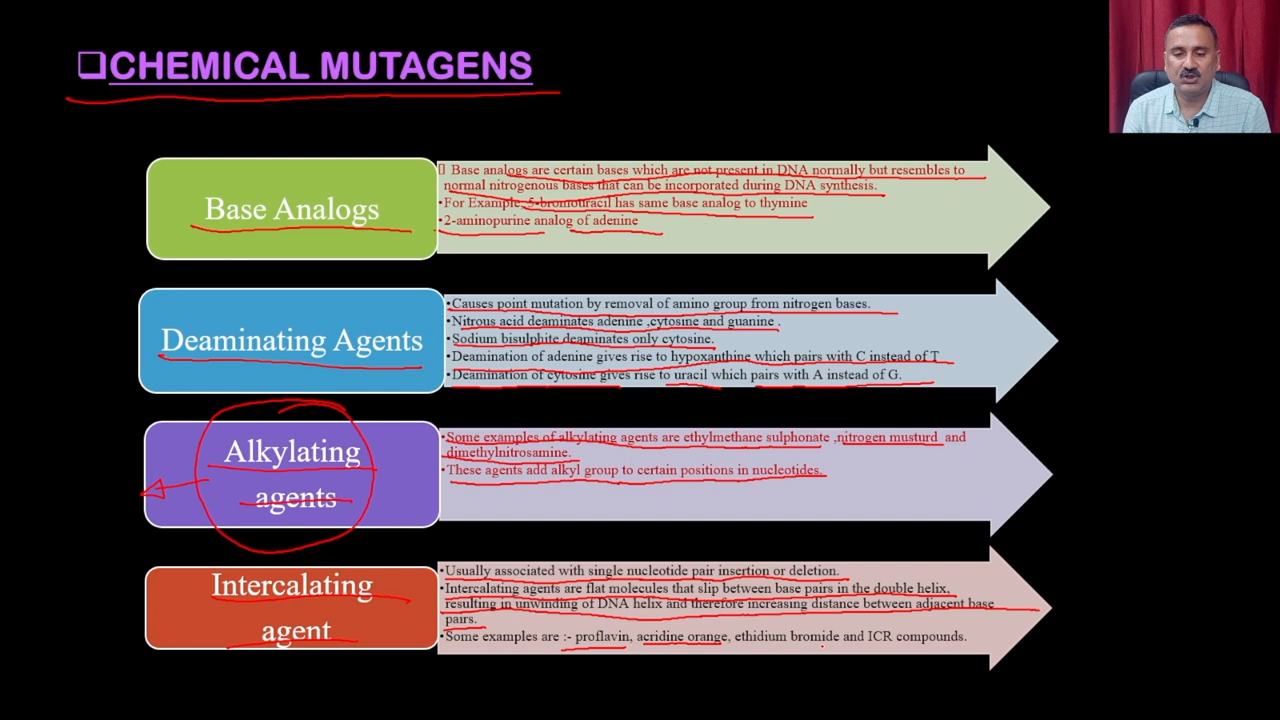 ❑CHEMICAL MUTAGENS
Base Analogs
Base analogs are certain bases which are not present in DNA normally but resembles to
normal nitrogenous bases that can be incorporated during DNA synthesis.
•For Example, 5-bromouracil has same base analog to thymine
•2-aminopurine analog of adenine
Deaminating Agents
•Causes point mutation by removal of amino group from nitrogen bases.
•Nitrous acid deaminates adenine ,cytosine and guanine .
•Sodium bisulphite deaminates only cytosine.
•Deamination of adenine gives rise to hypoxanthine which pairs with C instead of T
•Deamination of cytosine gives rise to uracil which pairs with A instead of G.
Alkylating
agents
•Some examples of alkylating agents are ethylmethane sulphonate ,nitrogen musturd and
dimethylnitrosamine.
•These agents add alkyl group to certain positions in nucleotides.
Intercalating
agent
•Usually associated with single nucleotide pair insertion or deletion.
•Intercalating agents are flat molecules that slip between base pairs in the double helix,
resulting in unwinding of DNA helix and therefore increasing distance between adjacent base
pairs.
•Some examples are :- proflavin, acridine orange, ethidium bromide and ICR compounds.